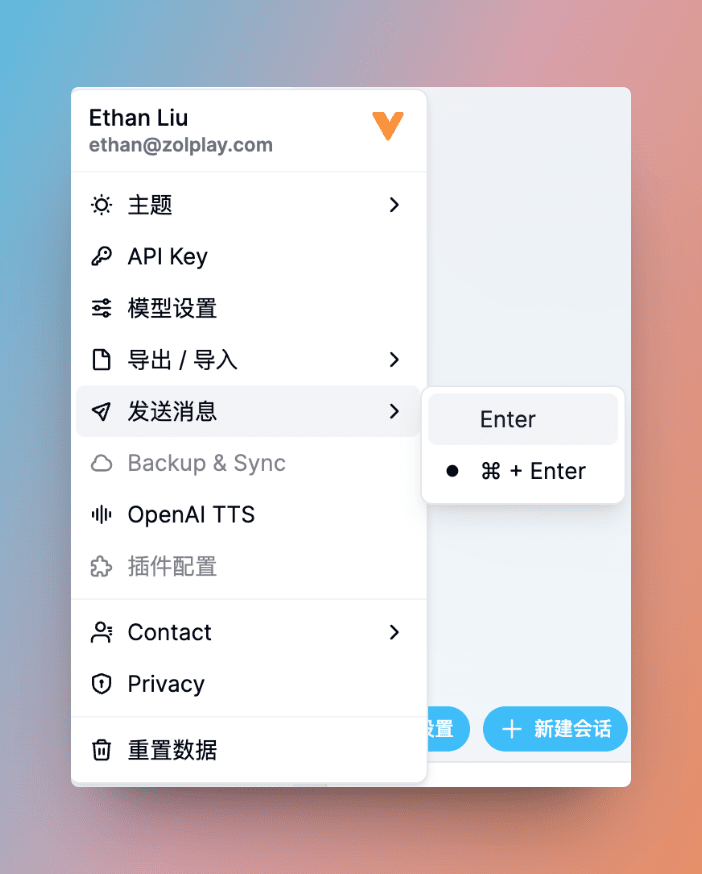 Ethan Liu
ethan@zolplay.com
主题
API Key
模型设置
导出 / 导入
发送消息
Enter
⌘ + Enter
Backup & Sync
OpenAI TTS
插件配置
Contact
Privacy
置
新建会话
重置数据